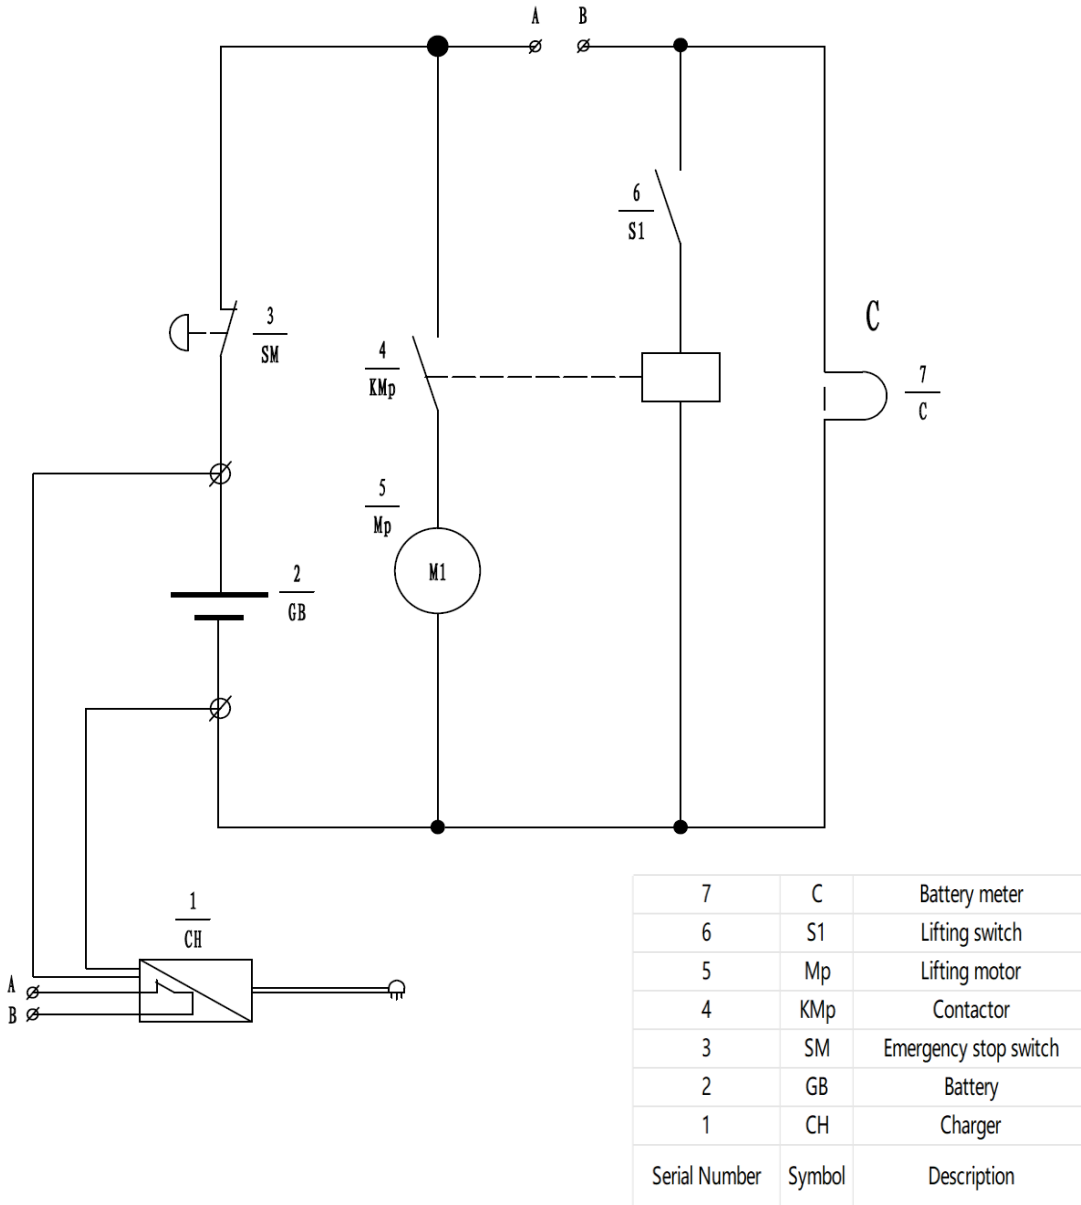 A B
6
S1
3
SM
4
KMp
C
7
C
5
Mp
M1
2
GB
1
CH
A
B
7 C Battery meter
6 S1 Lifting switch
5 Mp Lifting motor
4 KMp Contactor
3 SM Emergency stop switch
2 GB Battery
1 CH Charger
Serial Number Symbol Description